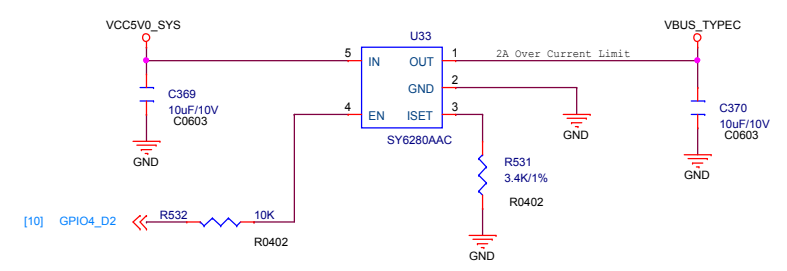 VCC5V0_SYS
VBUS_TYPEC
U33
5 IN OUT 1 2A Over Current Limit
GND 2
C369
10uF/10V
C0603
4 EN ISET 3
C370
10uF/10V
C0603
GND
SY6280AAC
GND
GND
R531
3.4K/1%
R0402
[10] GPIO4_D2 R532 10K
R0402
GND